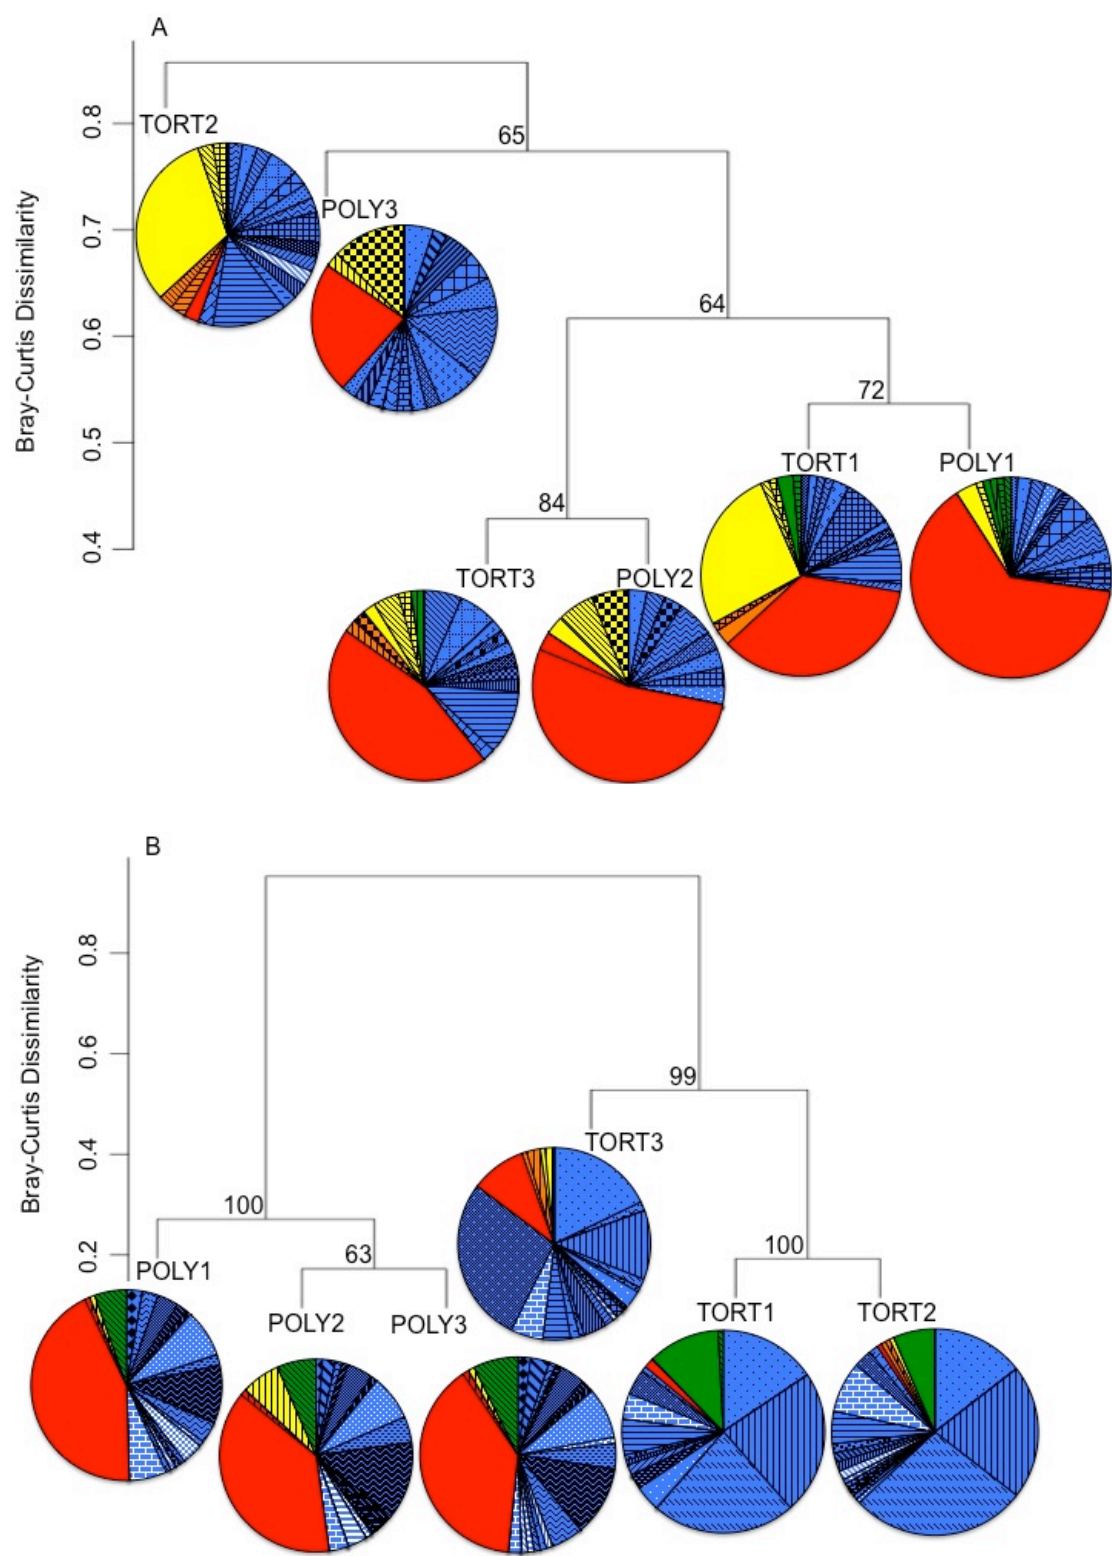 A
Bray-Curtis Dissimilarity
0.8
0.7
0.6
0.5
0.4
TORT2
65
POLY3
64
72
TORT1
POLY1
84
TORT3
POLY2
B
Bray-Curtis Dissimilarity
0.8
0.6
0.4
0.2
99
TORT3
100
POLY1
63
POLY2
POLY3
100
TORT1
TORT2